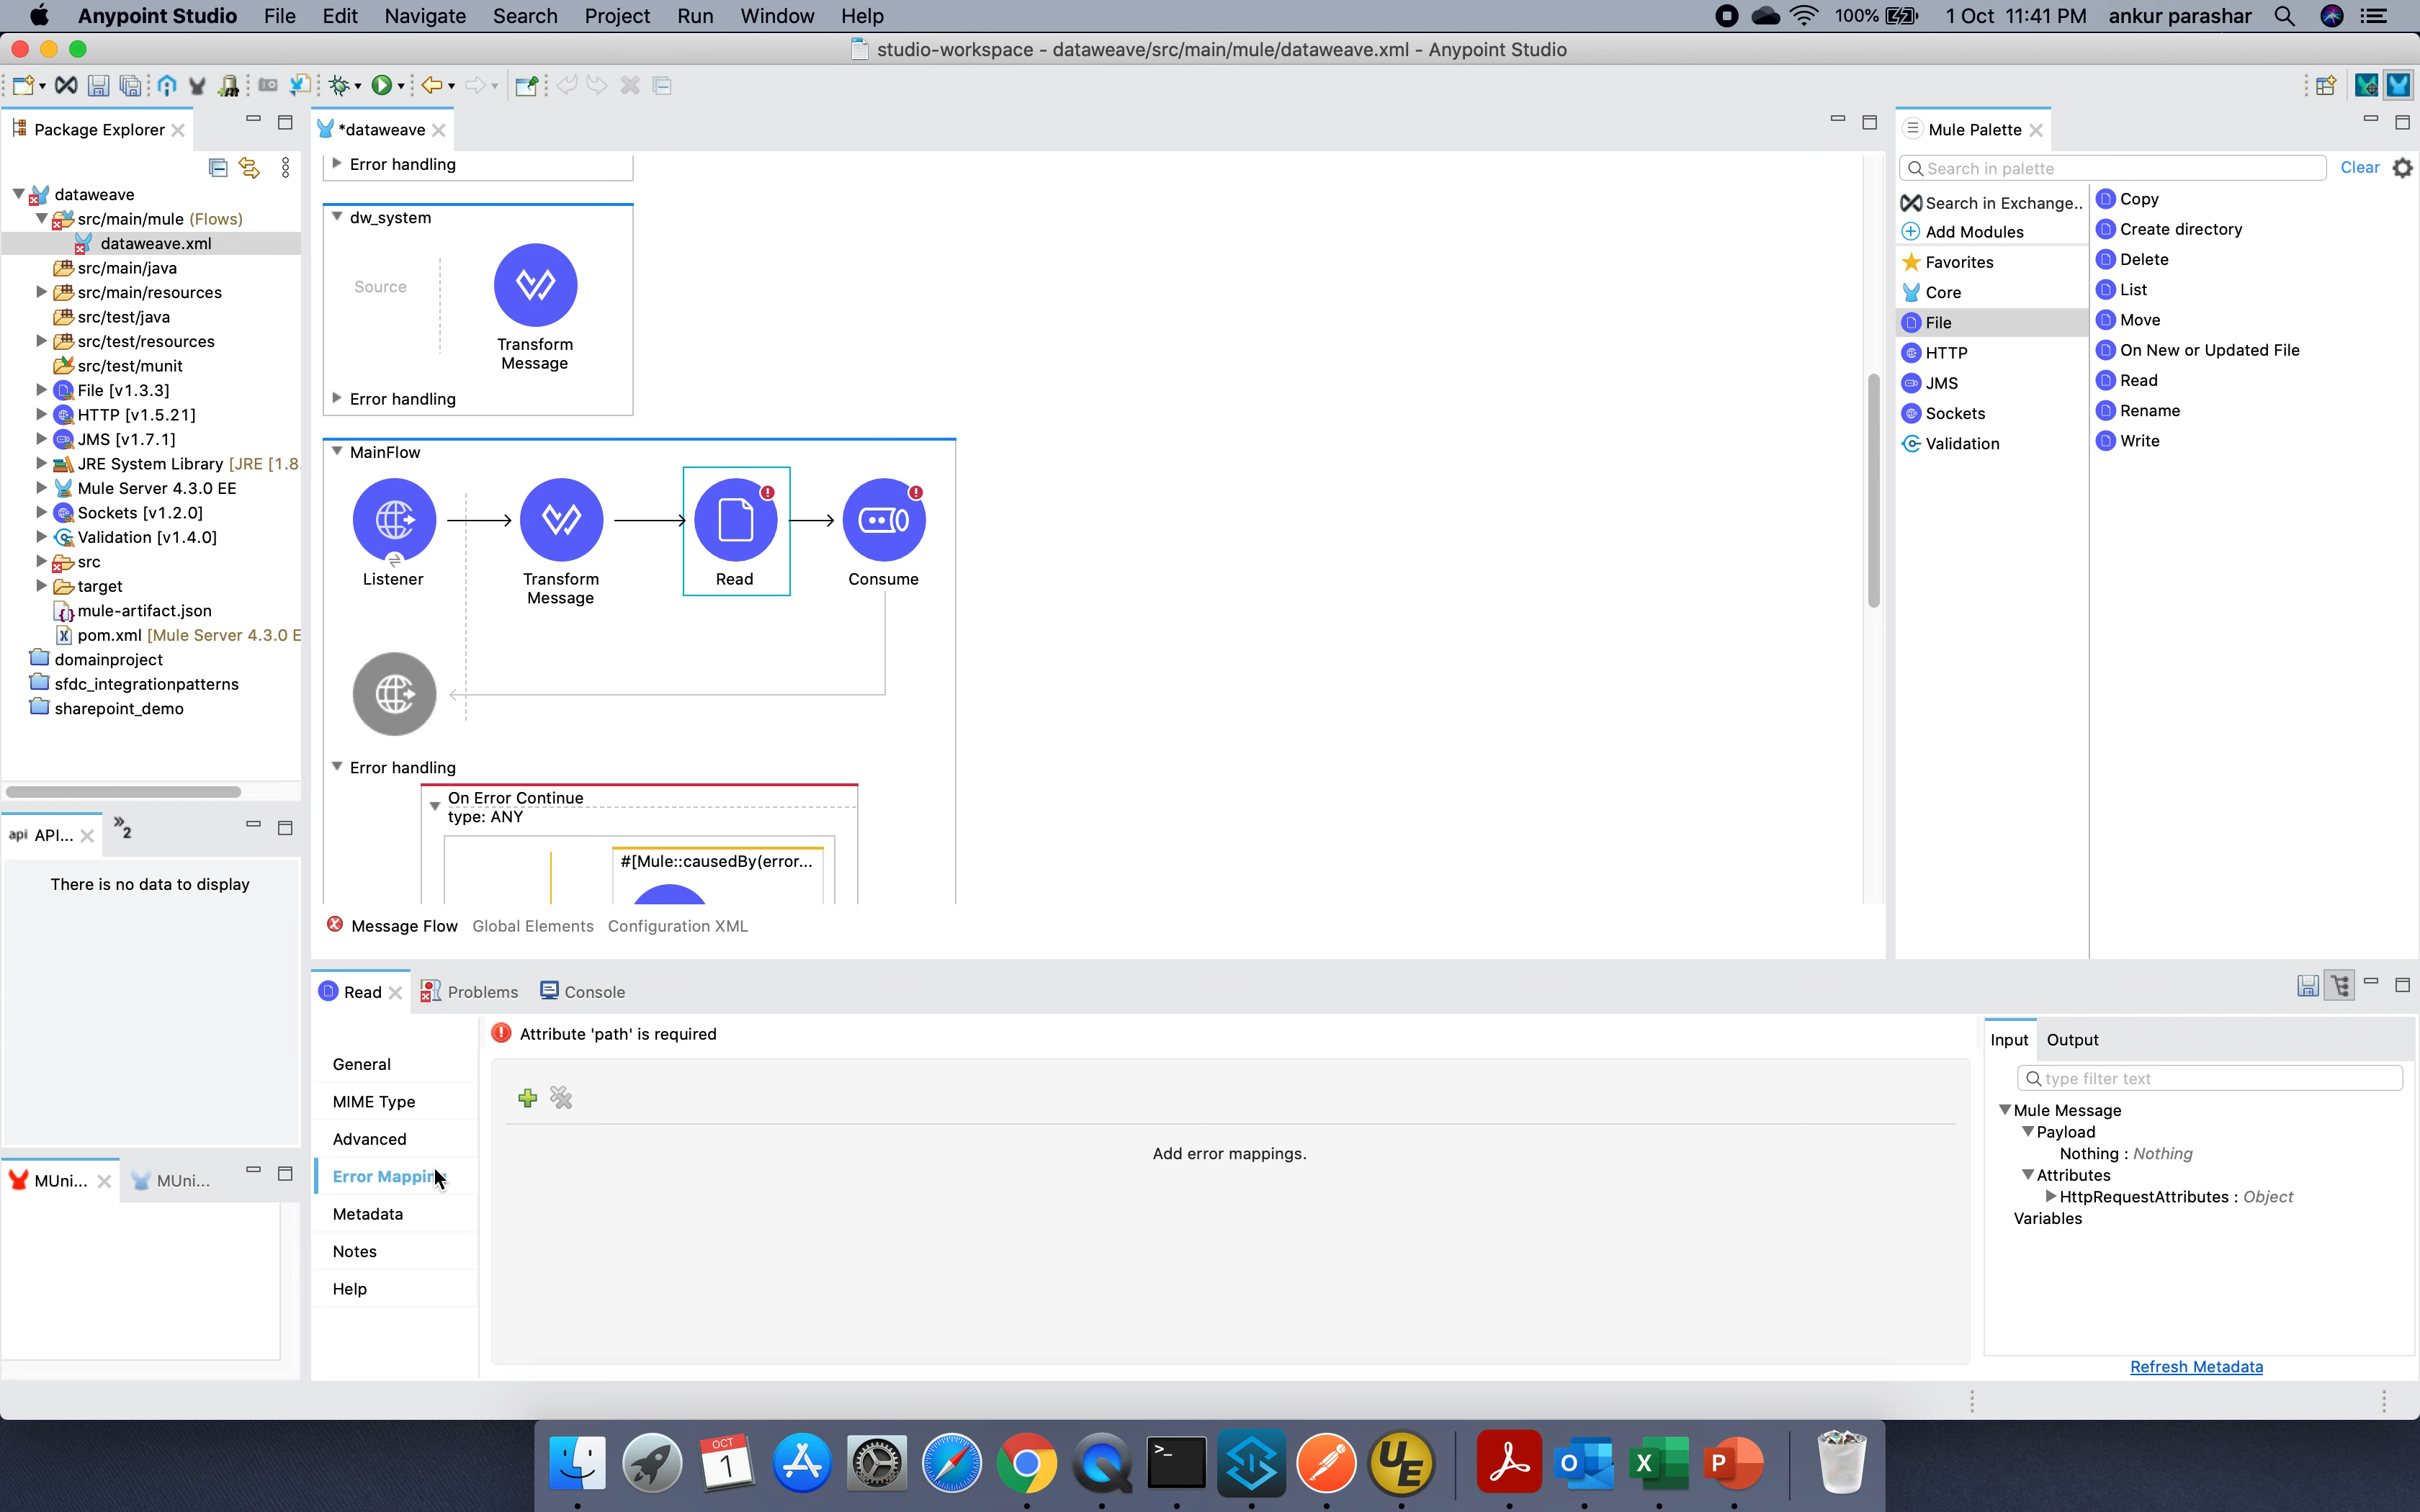 Anypoint Studio File Edit Navigate Search Project Run Window Help 100% 1 Oct 11:41 PM ankur parashar
studio-workspace - dataweave/src/main/mule/dataweave.xml - Anypoint Studio
Package Explorer
dataweave
src/main/mule (Flows)
dataweave.xml
src/main/java
src/main/resources
src/test/java
src/test/resources
src/test/munit
File [v1.3.3]
HTTP [v1.5.21]
JMS [v1.7.1]
JRE System Library [JRE [1.8.
Mule Server 4.3.0 EE
Sockets [v1.2.0]
Validation [v1.4.0]
src
target
mule-artifact.json
pom.xml [Mule Server 4.3.0 E
domainproject
sfdc_integrationpatterns
sharepoint_demo
api API... 2
There is no data to display
MUni... MUni...
*dataweave
Error handling
dw_system
Source
Transform
Message
Error handling
MainFlow
Listener
Transform
Message
Read
Consume
Error handling
On Error Continue
type: ANY
#[Mule::causedBy(error...
Message Flow Global Elements Configuration XML
Mule Palette
Search in palette Clear
Search in Exchange..
Add Modules
Favorites
Core
File
HTTP
JMS
Sockets
Validation
Copy
Create directory
Delete
List
Move
On New or Updated File
Read
Rename
Write
Read Problems Console
Attribute 'path' is required
General
MIME Type
Advanced
Error Mapping
Metadata
Notes
Help
Add error mappings.
Input Output
type filter text
Mule Message
Payload
Nothing : Nothing
Attributes
HttpRequestAttributes : Object
Variables
Refresh Metadata
OCT
1
>_
UE
O
X
P